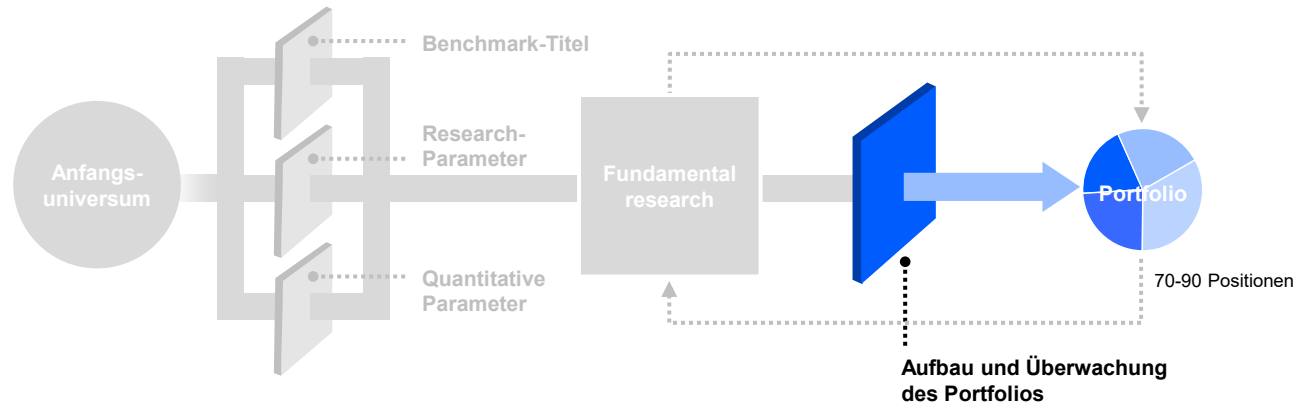 Benchmark-Titel
Research-
Parameter
Anfangs-
universum
Fundamental
research
Portfolio
Quantitative
Parameter
70-90 Positionen
Aufbau und Überwachung
des Portfolios